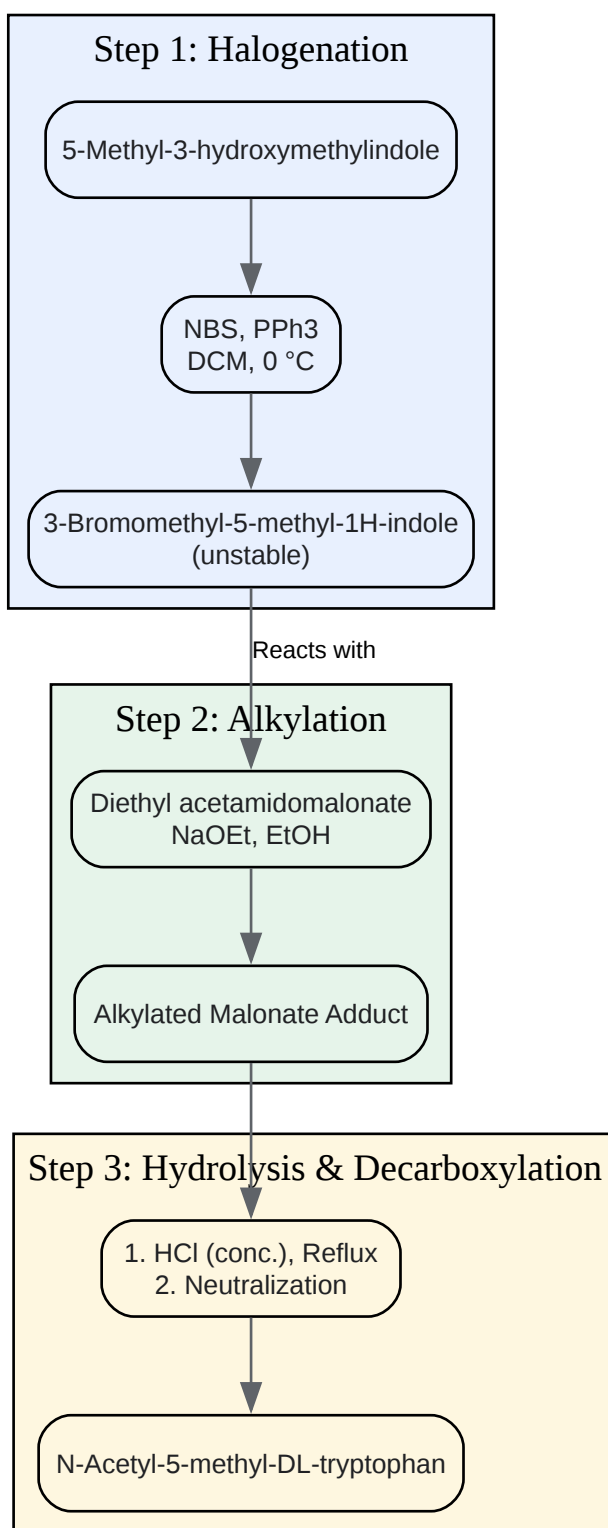 Step 1: Halogenation
5-Methyl-3-hydroxymethylindole
NBS, PPh3
DCM, 0 °C
3-Bromomethyl-5-methyl-1H-indole
(unstable)
Reacts with
Step 2: Alkylation
Diethyl acetamidomalonate
NaOEt, EtOH
Alkylated Malonate Adduct
Step 3: Hydrolysis & Decarboxylation
1. HCl (conc.), Reflux
2. Neutralization
N-Acetyl-5-methyl-DL-tryptophan